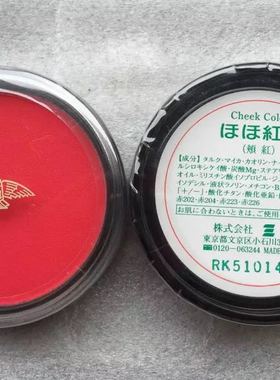 Cheek Colo
ほほ紅
(頬 紅)
【成分】タルク・マイカ・カオリン・
ルシロキシケイ酸・炭酸Mg・ステア
オイル・ミリスチン酸イソプロピル・ジ
イソデシル・液状ラノリン・メチコン・B
「+/-」・酸化チタン・酸化亜鉛・
赤202・赤204・赤223・赤226
お肌に合わないときは、ご使用
株式会社
東京都文京区小石川3
0120-063244 MADE
RK51014